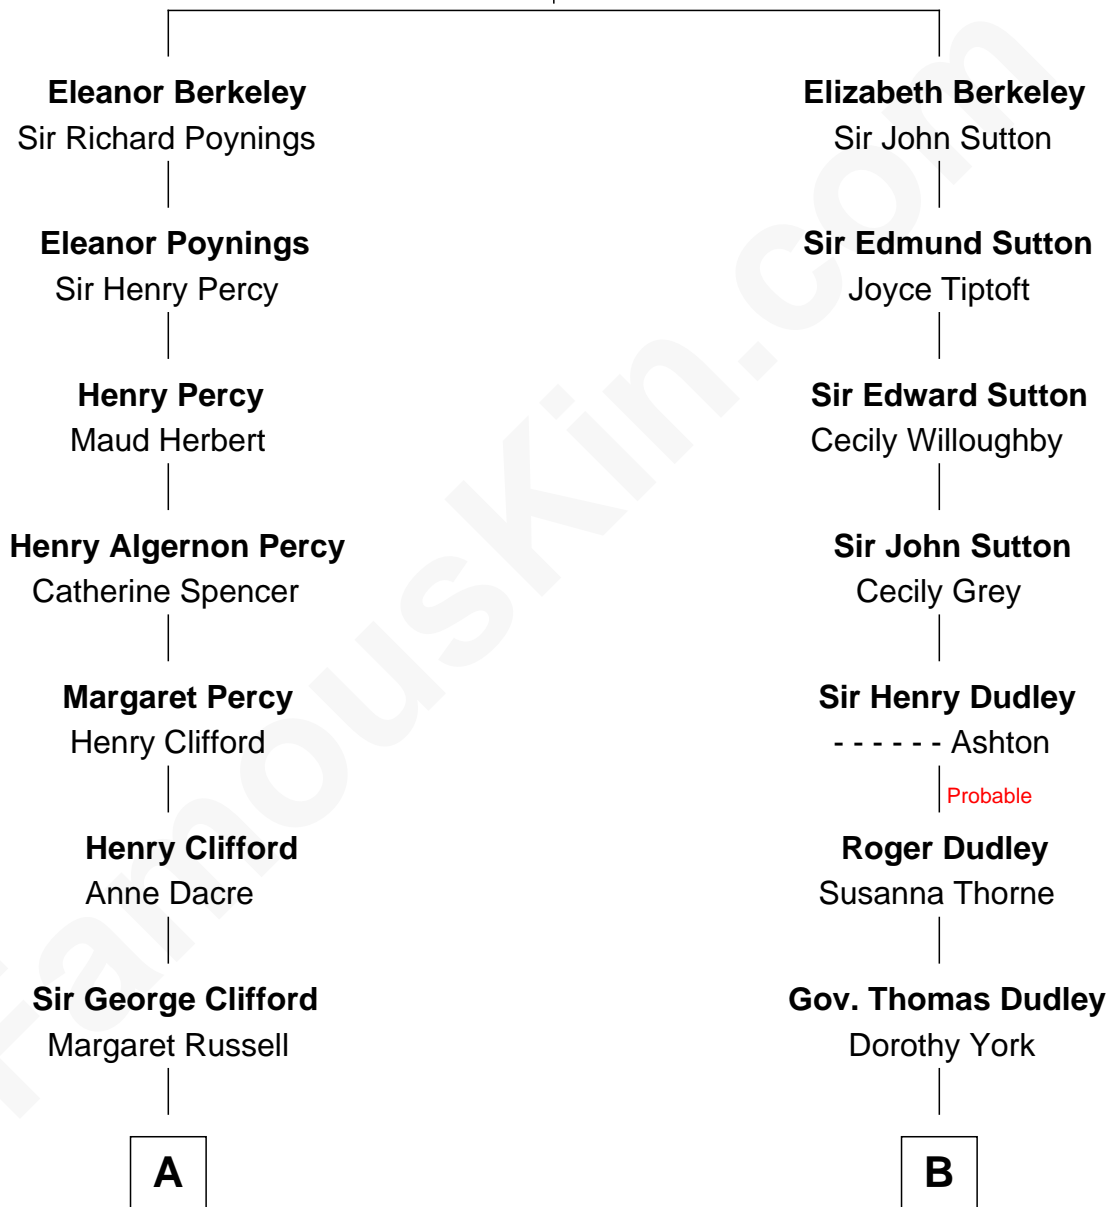 Eleanor Berkeley
Sir Richard Poynings
Elizabeth Berkeley
Sir John Sutton
Eleanor Poynings
Sir Henry Percy
Sir Edmund Sutton
Joyce Tiptoft
Henry Percy
Maud Herbert
Sir Edward Sutton
Cecily Willoughby
Henry Algernon Percy
Catherine Spencer
Sir John Sutton
Cecily Grey
Margaret Percy
Henry Clifford
Sir Henry Dudley
- - - - - - Ashton
Probable
Henry Clifford
Anne Dacre
Roger Dudley
Susanna Thorne
Sir George Clifford
Margaret Russell
Gov. Thomas Dudley
Dorothy York
A
B
FamousKin.com